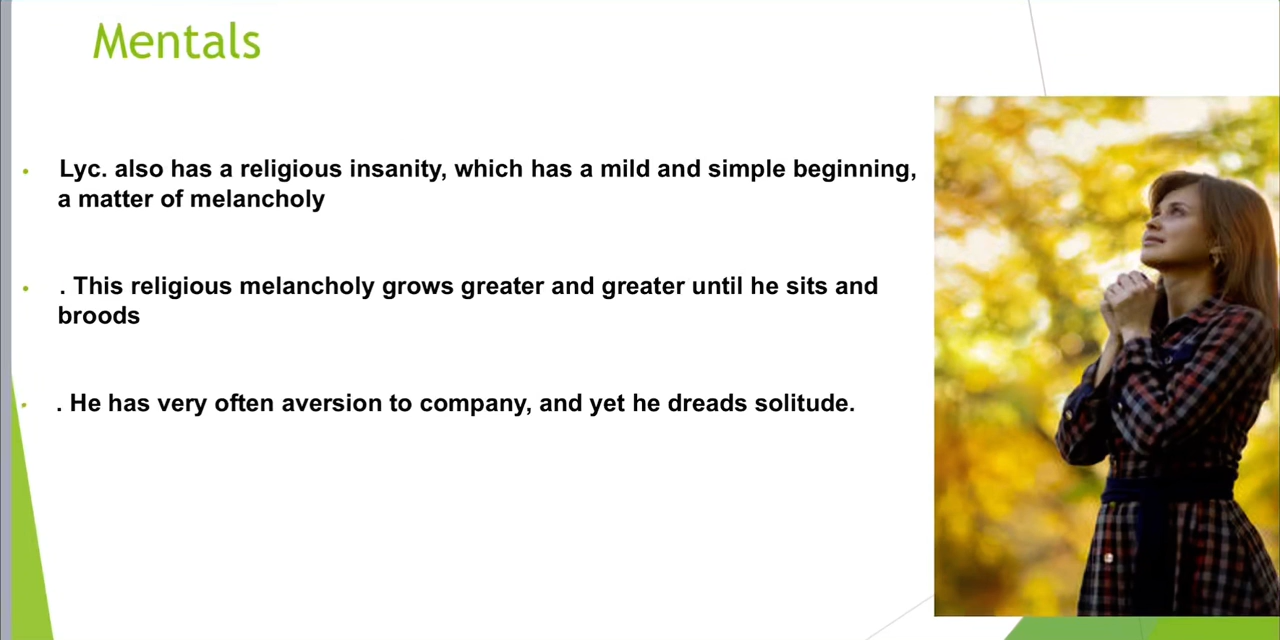 Mentals
• Lyc. also has a religious insanity, which has a mild and simple beginning,
a matter of melancholy
• . This religious melancholy grows greater and greater until he sits and
broods
• . He has very often aversion to company, and yet he dreads solitude.